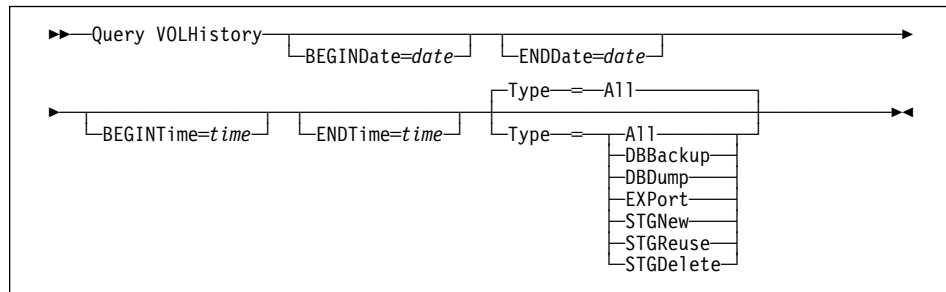 Query VOLHistory
BEGINDate=date
ENDDate=date
Type = All
BEGINTime=time
ENDTime=time
Type = All
DBBackup
DBDump
EXPort
STGNew
STGReuse
STGDelete